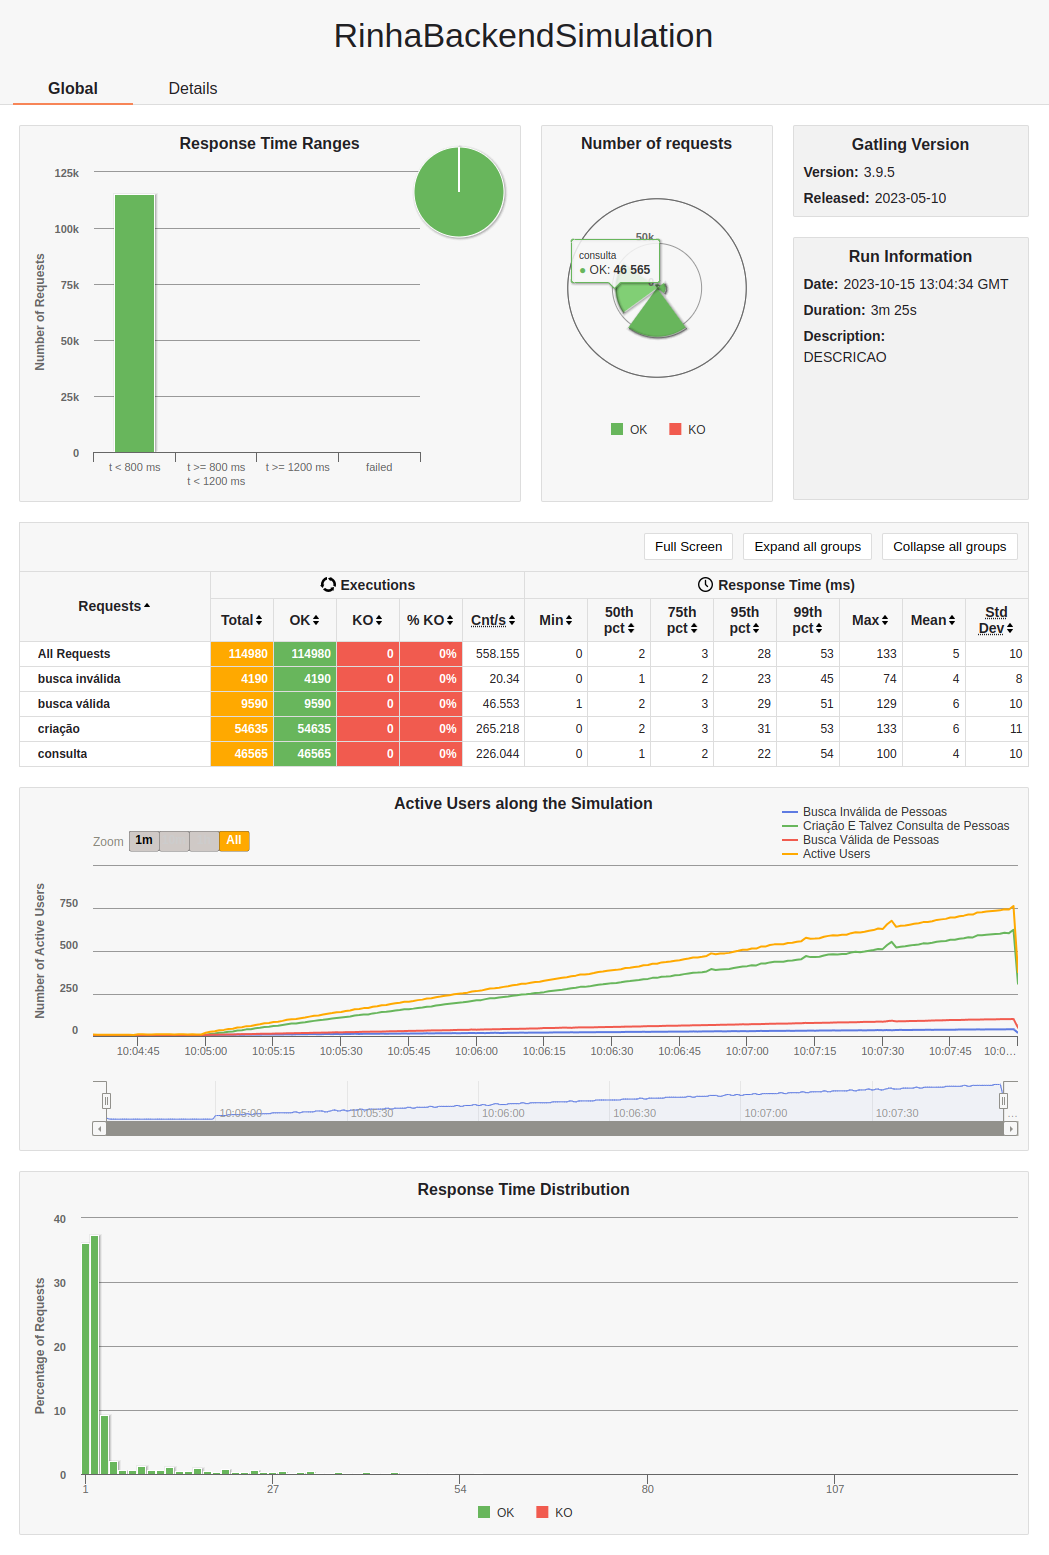 RinhaBackendSimulation
Global Details
Response Time Ranges
Number of Requests
125k
100k
75k
50k
25k
0
t < 800 ms
t >= 800 ms
t < 1200 ms
t >= 1200 ms
failed
Number of requests
50k
consulta
● OK: 46 565
OK KO
Gatling Version
Version: 3.9.5
Released: 2023-05-10
Run Information
Date: 2023-10-15 13:04:34 GMT
Duration: 3m 25s
Description:
DESCRICAO
Full Screen Expand all groups Collapse all groups
Requests Executions Response Time (ms)
Total OK KO % KO Cnt/s Min 50th pct 75th pct 95th pct 99th pct Max Mean Std Dev
All Requests 114980 114980 0 0% 558.155 0 2 3 28 53 133 5 10
busca inválida 4190 4190 0 0% 20.34 0 1 2 23 45 74 4 8
busca válida 9590 9590 0 0% 46.553 1 2 3 29 51 129 6 10
criação 54635 54635 0 0% 265.218 0 2 3 31 53 133 6 11
consulta 46565 46565 0 0% 226.044 0 1 2 22 54 100 4 10
Active Users along the Simulation
Busca Inválida de Pessoas
Criação E Talvez Consulta de Pessoas
Busca Válida de Pessoas
Active Users
Zoom 1m All
Number of Active Users
750
500
250
0
10:04:45 10:05:00 10:05:15 10:05:30 10:05:45 10:06:00 10:06:15 10:06:30 10:06:45 10:07:00 10:07:15 10:07:30 10:07:45 10:0…
10:05:00 10:05:30 10:06:00 10:06:30 10:07:00 10:07:30 …
Response Time Distribution
Percentage of Requests
40
30
20
10
0
1 27 54 80 107
OK KO